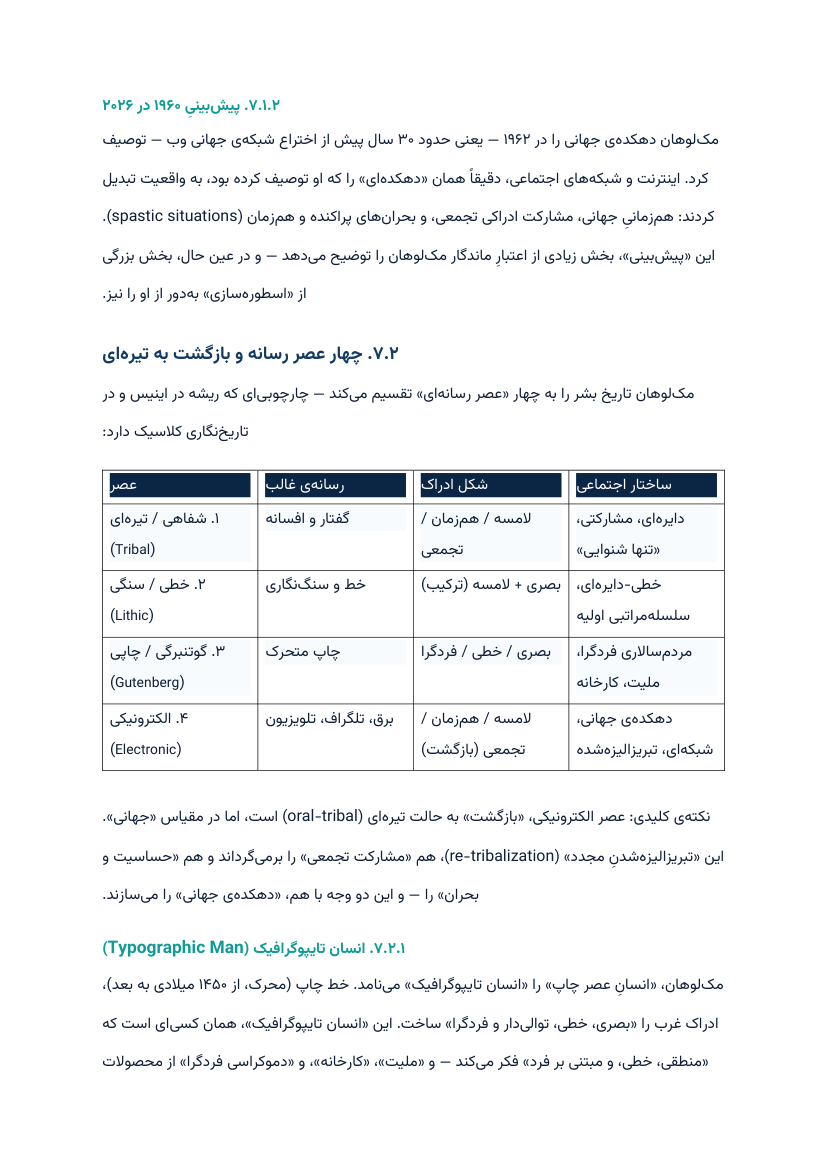 ۷.۱.۲. پیش‌بینیِ ۱۹۶۰ در ۲۰۲۶
مک‌لوهان دهکده‌ی جهانی را در ۱۹۶۲ — یعنی حدود ۳۰ سال پیش از اختراع شبکه‌ی جهانی وب — توصیف
کرد. اینترنت و شبکه‌های اجتماعی، دقیقاً همان «دهکده‌ای» را که او توصیف کرده بود، به واقعیت تبدیل
کردند: هم‌زمانیِ جهانی، مشارکت ادراکی تجمعی، و بحران‌های پراکنده و هم‌زمان (spastic situations).
این «پیش‌بینی»، بخش زیادی از اعتبارِ ماندگار مک‌لوهان را توضیح می‌دهد — و در عین حال، بخش بزرگی
از «اسطوره‌سازی» به‌دور از او را نیز.
۷.۲. چهار عصر رسانه و بازگشت به تیره‌ای
مک‌لوهان تاریخ بشر را به چهار «عصر رسانه‌ای» تقسیم می‌کند — چارچوبی‌ای که ریشه در اینیس و در
تاریخ‌نگاری کلاسیک دارد:
عصر رسانه‌ی غالب شکل ادراک ساختار اجتماعی
۱. شفاهی / تیره‌ای گفتار و افسانه لامسه / هم‌زمان / دایره‌ای، مشارکتی،
(Tribal) تجمعی «تنها شنوایی»
۲. خطی / سنگی خط و سنگ‌نگاری بصری + لامسه (ترکیب) خطی-دایره‌ای،
(Lithic) سلسله‌مراتبی اولیه
۳. گوتنبرگی / چاپی چاپ متحرک بصری / خطی / فردگرا مردم‌سالاری فردگرا،
(Gutenberg) ملیت، کارخانه
۴. الکترونیکی برق، تلگراف، تلویزیون لامسه / هم‌زمان / دهکده‌ی جهانی،
(Electronic) تجمعی (بازگشت) شبکه‌ای، تبریزالیزه‌شده
نکته‌ی کلیدی: عصر الکترونیکی، «بازگشت» به حالت تیره‌ای (oral-tribal) است، اما در مقیاس «جهانی».
این «تبریزالیزه‌شدنِ مجدد» (re-tribalization)، هم «مشارکت تجمعی» را برمی‌گرداند و هم «حساسیت و
بحران» را — و این دو وجه با هم، «دهکده‌ی جهانی» را می‌سازند.
۷.۲.۱. انسان تایپوگرافیک (Typographic Man)
مک‌لوهان، «انسانِ عصر چاپ» را «انسان تایپوگرافیک» می‌نامد. خط چاپ (محرک، از ۱۴۵۰ میلادی به بعد)،
ادراک غرب را «بصری، خطی، توالی‌دار و فردگرا» ساخت. این «انسان تایپوگرافیک»، همان کسی‌ای است که
«منطقی، خطی، و مبتنی بر فرد» فکر می‌کند — و «ملیت»، «کارخانه»، و «دموکراسی فردگرا» از محصولات